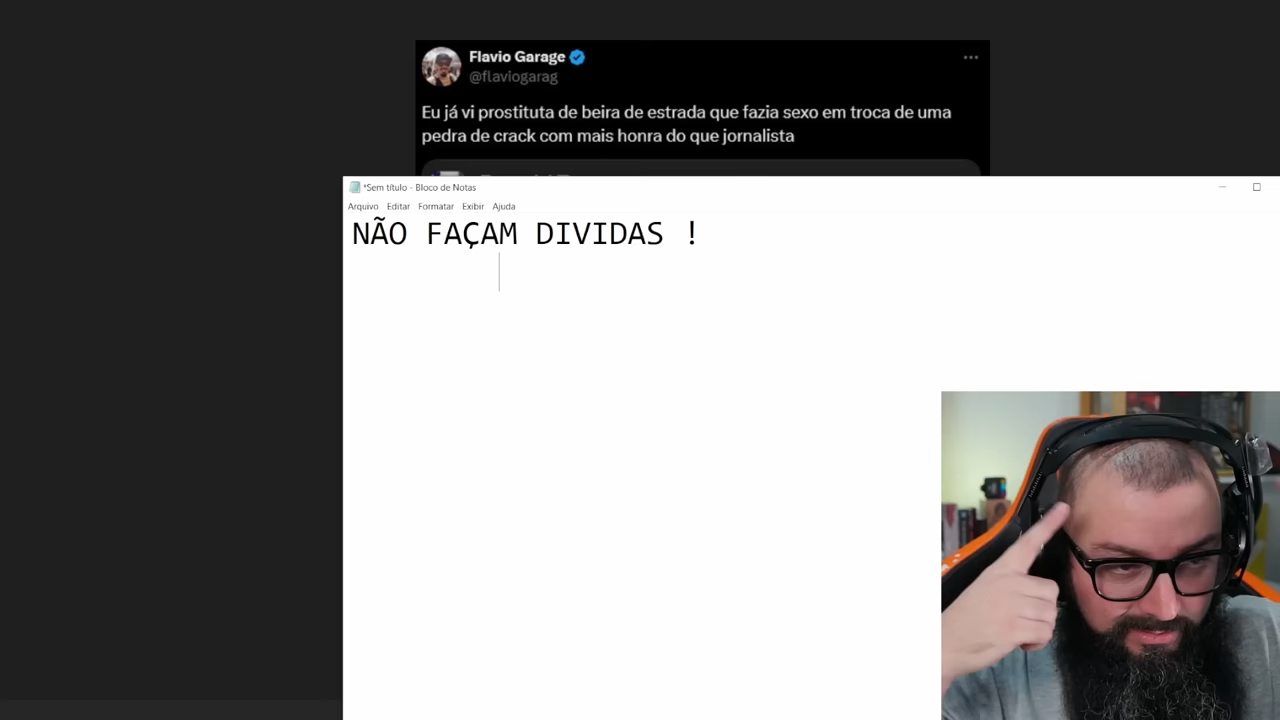 Flavio Garage
@flaviogarag
Eu já vi prostituta de beira de estrada que fazia sexo em troca de uma
pedra de crack com mais honra do que jornalista
*Sem título - Bloco de Notas
Arquivo Editar Formatar Exibir Ajuda
NÃO FAÇAM DIVIDAS !